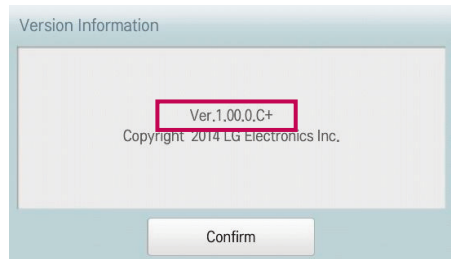 Version Information
Ver.1.00.0.C+
Copyright 2014 LG Electronics Inc.
Confirm